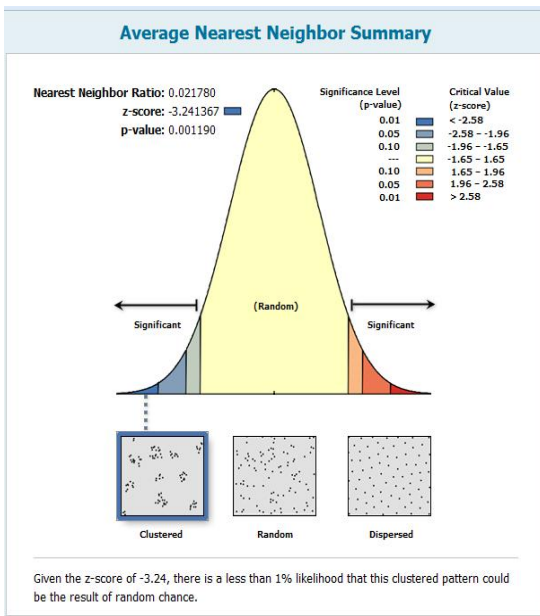 Average Nearest Neighbor Summary
Nearest Neighbor Ratio: 0.021780
z-score: -3.241367
p-value: 0.001190
Significance Level (p-value)
Critical Value (z-score)
0.01 < -2.58
0.05 -2.58 – -1.96
0.10 -1.96 – -1.65
--- -1.65 – 1.65
0.10 1.65 – 1.96
0.05 1.96 – 2.58
0.01 > 2.58
Significant
(Random)
Significant
Clustered
Random
Dispersed
Given the z-score of -3.24, there is a less than 1% likelihood that this clustered pattern could
be the result of random chance.